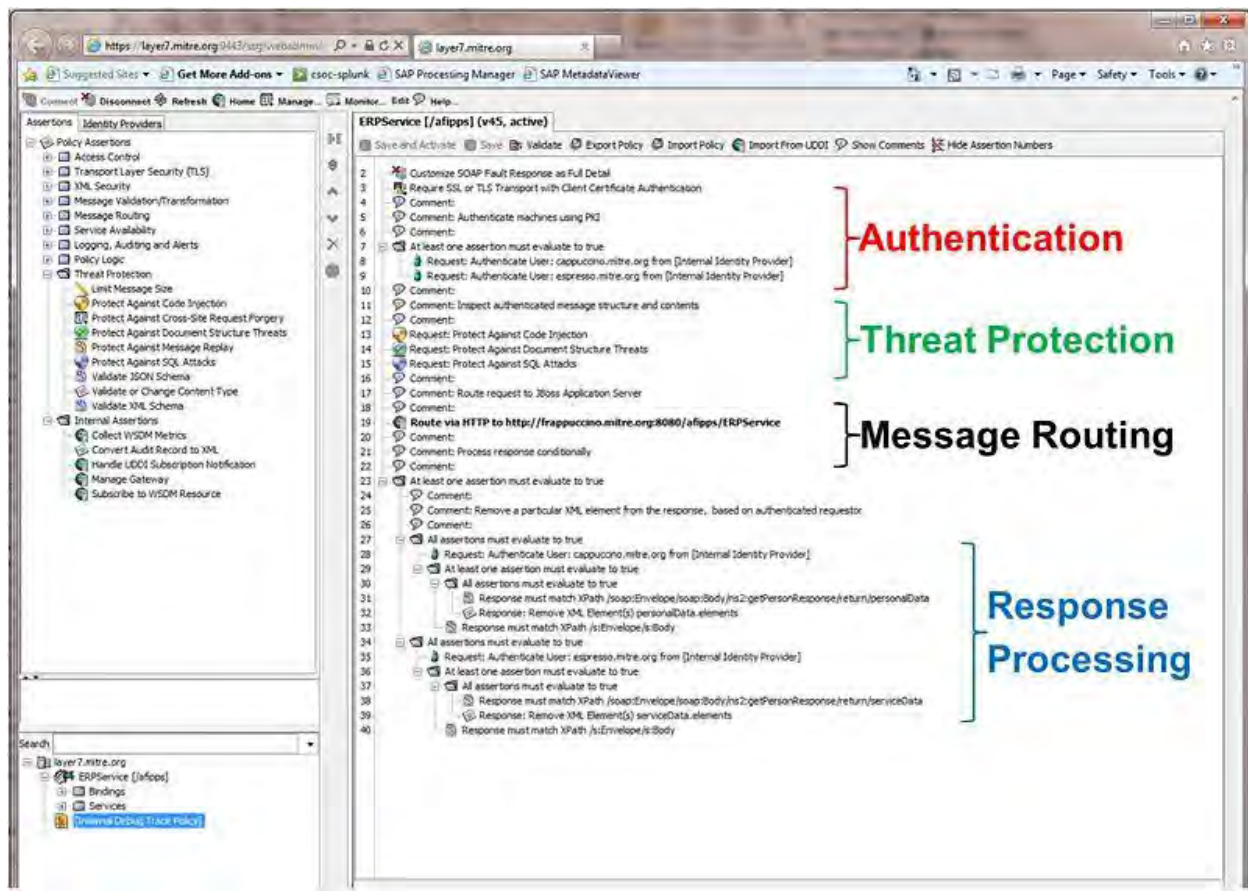 https://layer7.mitre.org:9443/ssg/webadmin/
layer7.mitre.org
Suggested Sites
Get More Add-ons
csoc-splunk
SAP Processing Manager
SAP MetadataViewer
Page
Safety
Tools
Connect Disconnect Refresh Home Manage... Monitor... Edit Help...
Assertions
Identity Providers
Policy Assertions
Access Control
Transport Layer Security (TLS)
XML Security
Message Validation/Transformation
Message Routing
Service Availability
Logging, Auditing and Alerts
Policy Logic
Threat Protection
Limit Message Size
Protect Against Code Injection
Protect Against Cross-Site Request Forgery
Protect Against Document Structure Threats
Protect Against Message Replay
Protect Against SQL Attacks
Validate JSON Schema
Validate or Change Content Type
Validate XML Schema
Internal Assertions
Collect WSDM Metrics
Convert Audit Record to XML
Handle UDDI Subscription Notification
Manage Gateway
Subscribe to WSDM Resource
Search
layer7.mitre.org
ERPService [/afipps]
Bindings
Services
[Internal Debug Trace Policy]
ERPService [/afipps] (v45, active)
Save and Activate Save Validate Export Policy Import Policy Import From UDDI Show Comments Hide Assertion Numbers
2 Customize SOAP Fault Response as Full Detail
3 Require SSL or TLS Transport with Client Certificate Authentication
4 Comment:
5 Comment: Authenticate machines using PKI
6 Comment:
7 At least one assertion must evaluate to true
8 Request: Authenticate User: cappuccino.mitre.org from [Internal Identity Provider]
9 Request: Authenticate User: espresso.mitre.org from [Internal Identity Provider]
10 Comment:
11 Comment: Inspect authenticated message structure and contents
12 Comment:
13 Request: Protect Against Code Injection
14 Request: Protect Against Document Structure Threats
15 Request: Protect Against SQL Attacks
16 Comment:
17 Comment: Route request to JBoss Application Server
18 Comment:
19 Route via HTTP to http://frappuccino.mitre.org:8080/afipps/ERPService
20 Comment:
21 Comment: Process response conditionally
22 Comment:
23 At least one assertion must evaluate to true
24 Comment:
25 Comment: Remove a particular XML element from the response, based on authenticated requestor
26 Comment:
27 All assertions must evaluate to true
28 Request: Authenticate User: cappuccino.mitre.org from [Internal Identity Provider]
29 At least one assertion must evaluate to true
30 All assertions must evaluate to true
31 Response must match XPath /soap:Envelope/soap:Body/ns2:getPersonResponse/return/personalData
32 Response: Remove XML Element(s) personalData.elements
33 Response must match XPath /s:Envelope/s:Body
34 All assertions must evaluate to true
35 Request: Authenticate User: espresso.mitre.org from [Internal Identity Provider]
36 At least one assertion must evaluate to true
37 All assertions must evaluate to true
38 Response must match XPath /soap:Envelope/soap:Body/ns2:getPersonResponse/return/serviceData
39 Response: Remove XML Element(s) serviceData.elements
40 Response must match XPath /s:Envelope/s:Body
Authentication
Threat Protection
Message Routing
Response
Processing